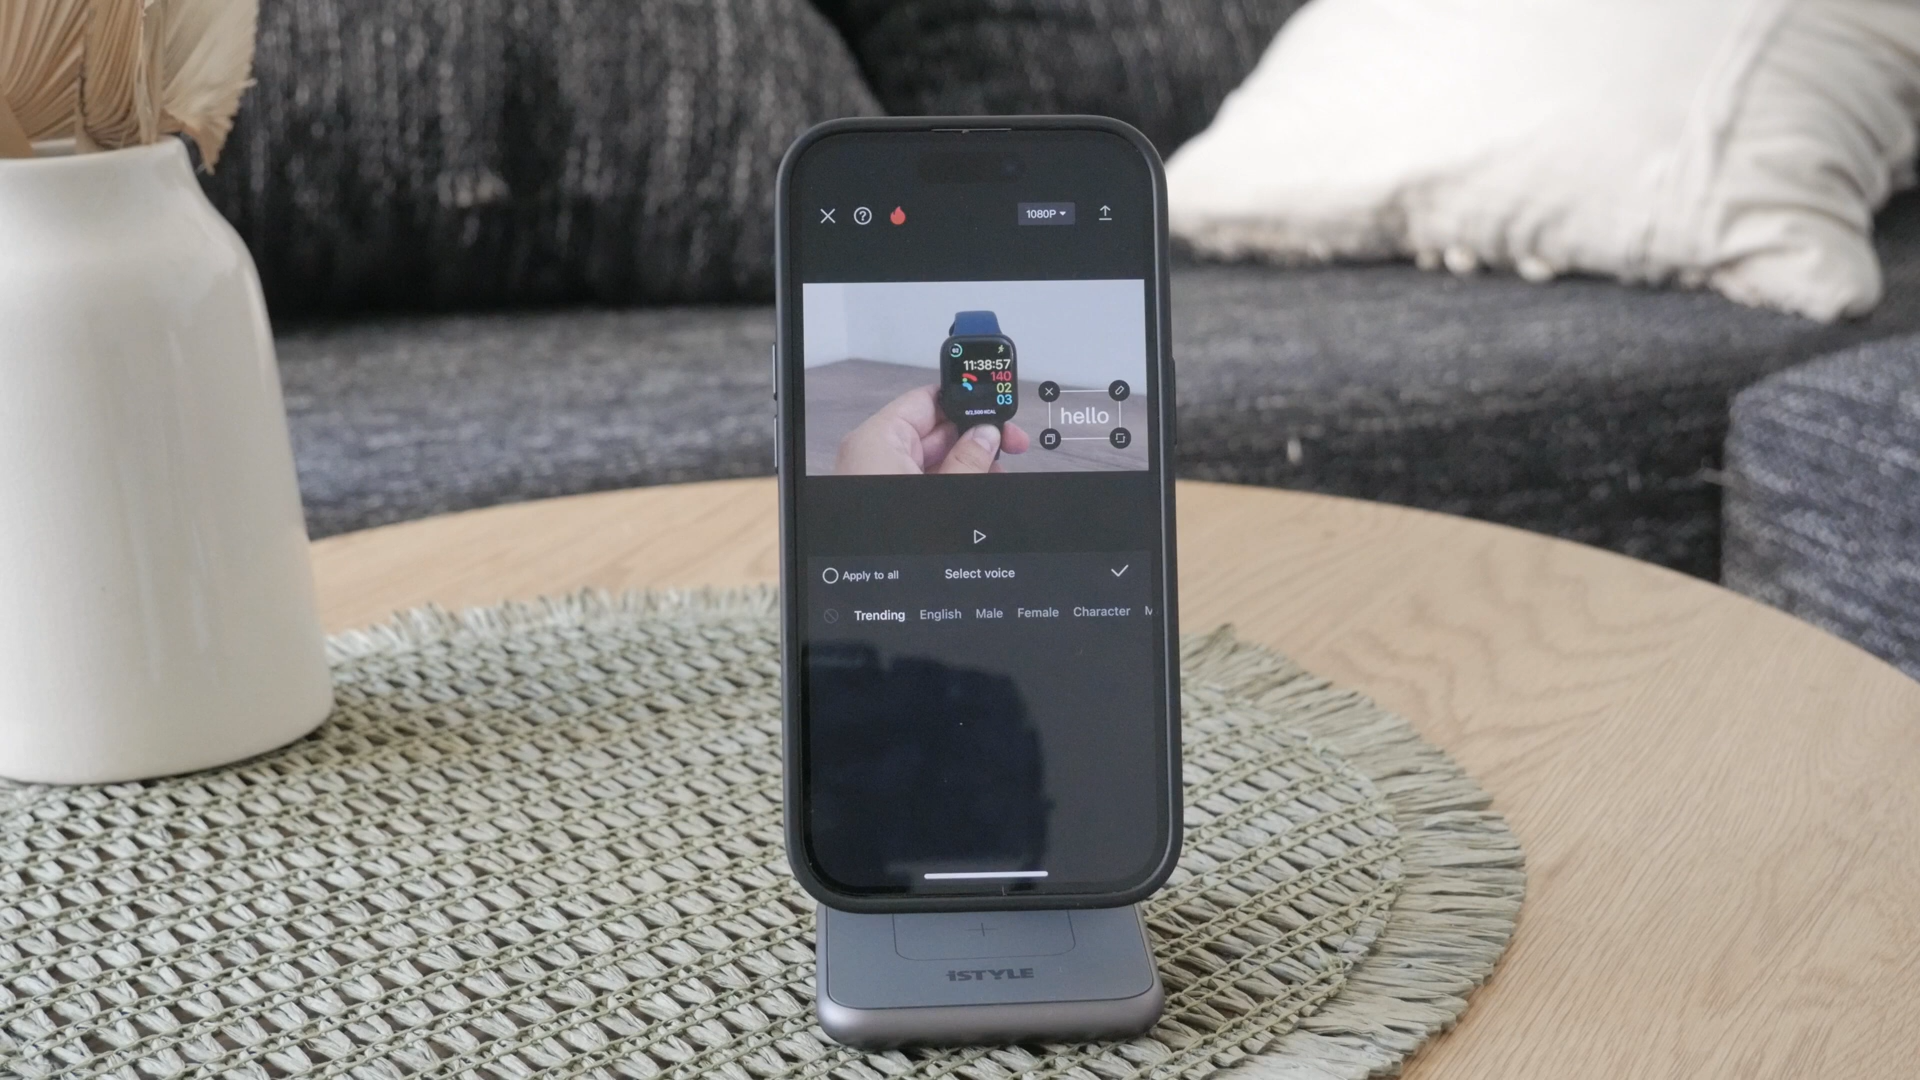 1080P
62
11:38:57
140
02
03
hello
Apply to all
Select voice
Trending English Male Female Character M
iSTYLE